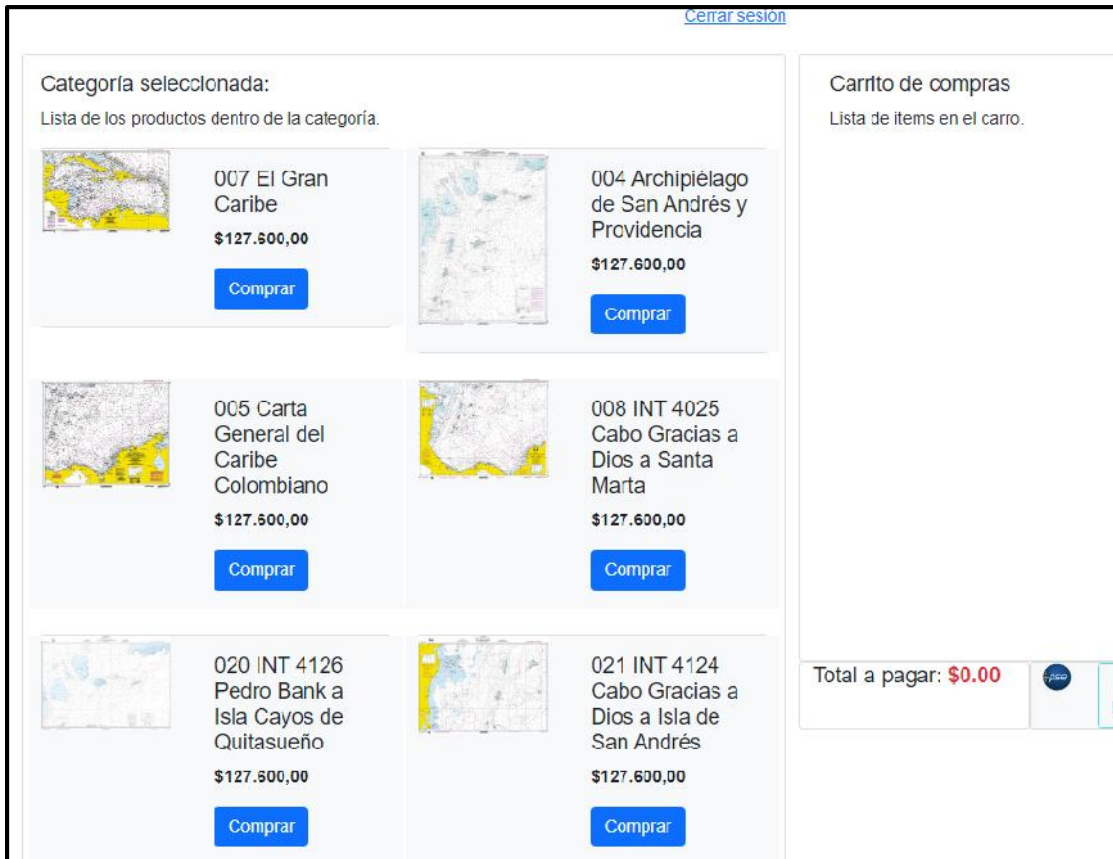 Cerrar sesión
Categoría seleccionada:
Lista de los productos dentro de la categoría.
007 El Gran
Caribe
$127.600,00
Comprar
004 Archipiélago
de San Andrés y
Providencia
$127.600,00
Comprar
005 Carta
General del
Caribe
Colombiano
$127.600,00
Comprar
008 INT 4025
Cabo Gracias a
Dios a Santa
Marta
$127.600,00
Comprar
020 INT 4126
Pedro Bank a
Isla Cayos de
Quitasueño
$127.600,00
Comprar
021 INT 4124
Cabo Gracias a
Dios a Isla de
San Andrés
$127.600,00
Comprar
Carrito de compras
Lista de items en el carro.
Total a pagar: $0.00
pse